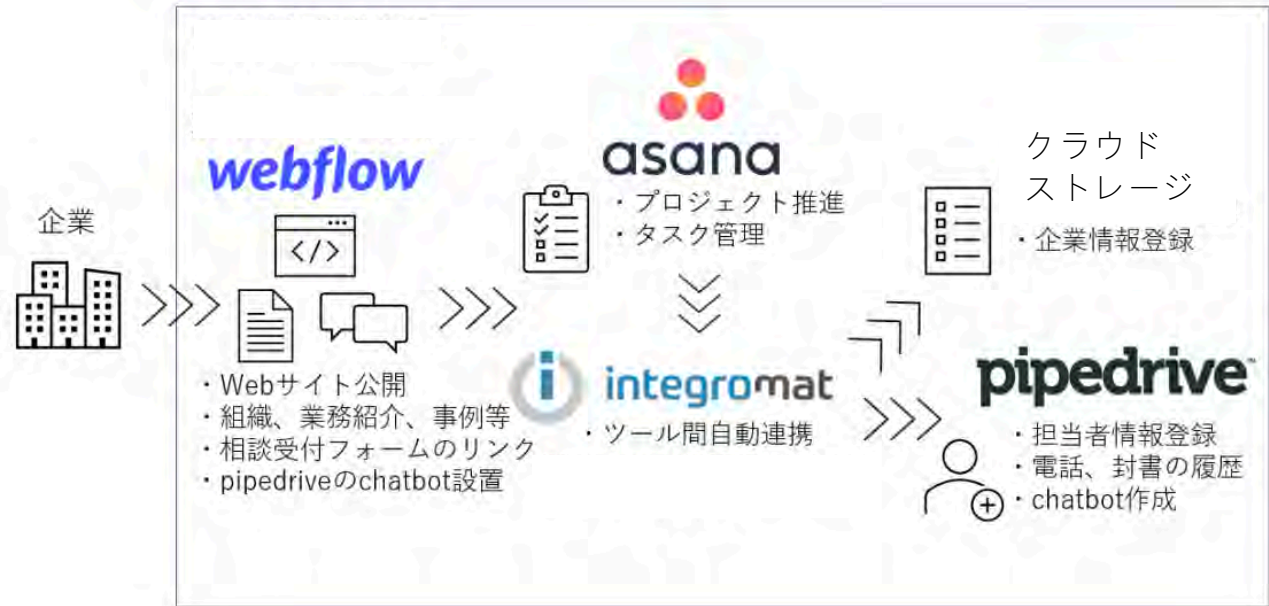 企業
webflow
</>
・Webサイト公開
・組織、業務紹介、事例等
・相談受付フォームのリンク
・pipedriveのchatbot設置
asana
・プロジェクト推進
・タスク管理
integromat
・ツール間自動連携
クラウド
ストレージ
・企業情報登録
pipedrive™
・担当者情報登録
・電話、封書の履歴
・chatbot作成